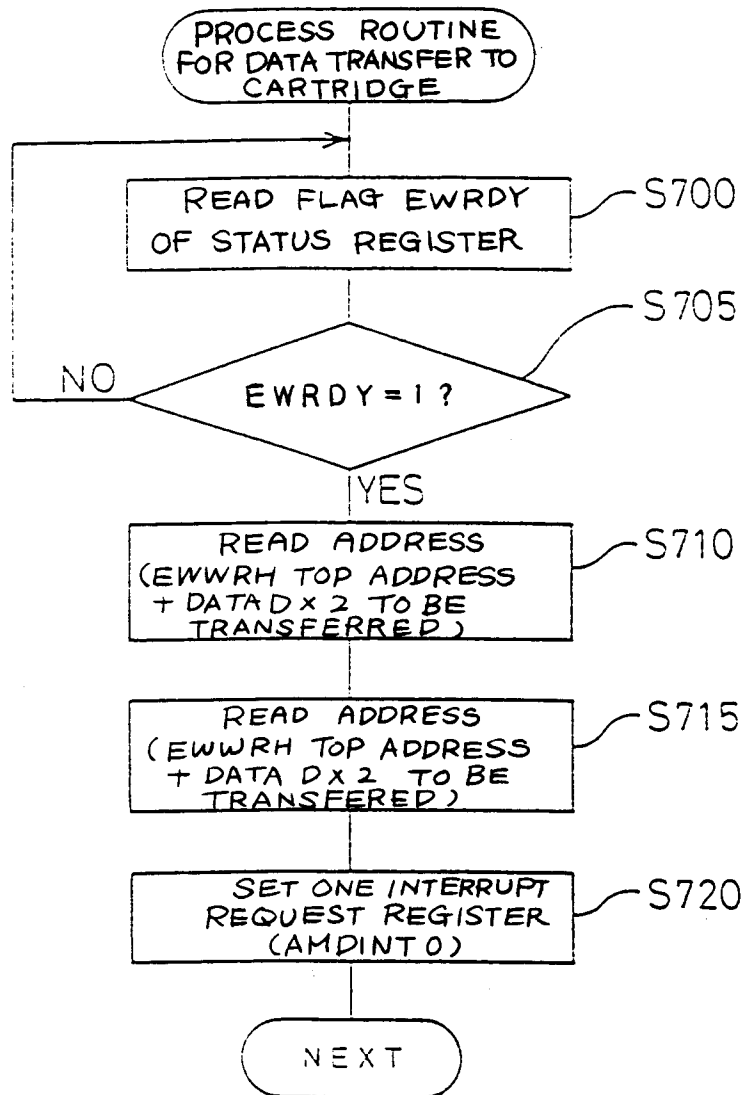 PROCESS ROUTINE
FOR DATA TRANSFER TO
CARTRIDGE
READ FLAG EWRDY
OF STATUS REGISTER
S700
S705
NO
EWRDY=1?
YES
READ ADDRESS
(EWWRH TOP ADDRESS
+ DATA D×2 TO BE
TRANSFERRED)
S710
READ ADDRESS
(EWWRH TOP ADDRESS
+ DATA D×2 TO BE
TRANSFERED)
S715
SET ONE INTERRUPT
REQUEST REGISTER
(AMDINT0)
S720
NEXT